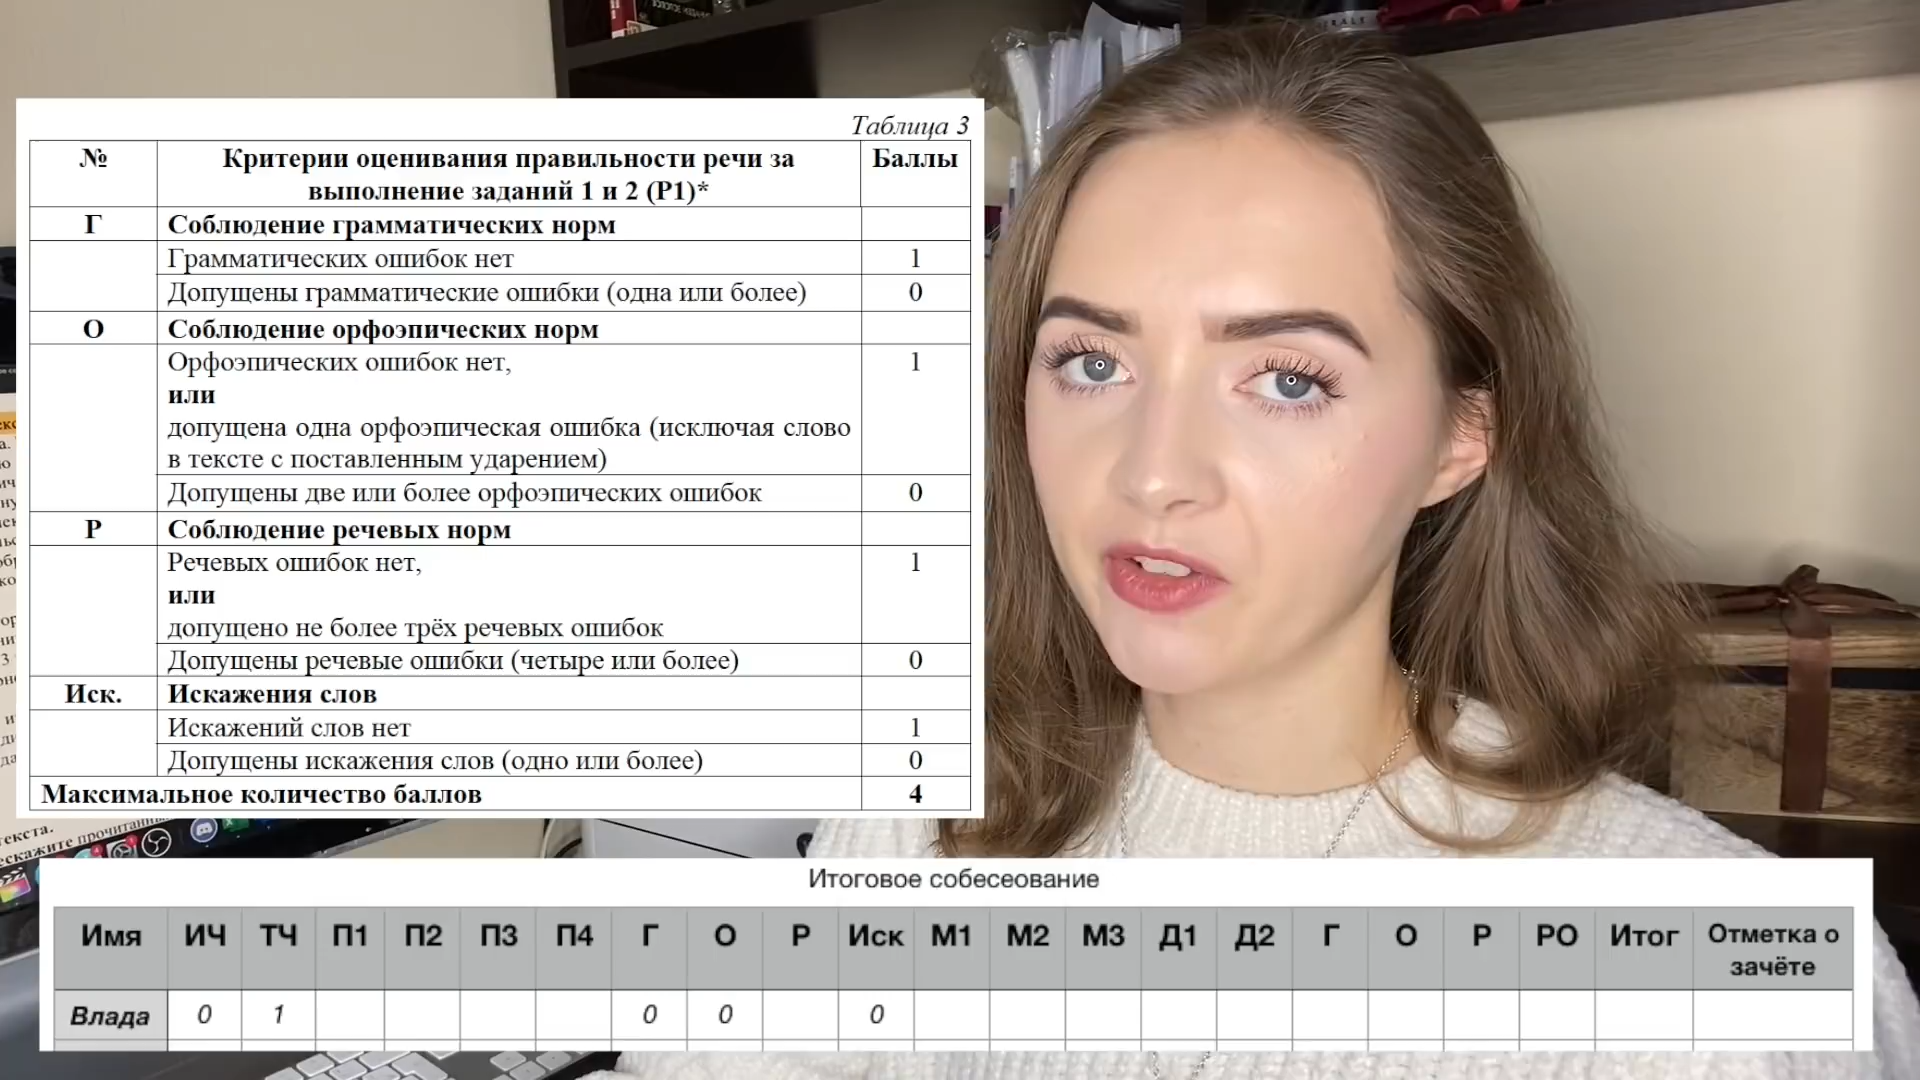 Таблица 3
№ Критерии оценивания правильности речи за Баллы
выполнение заданий 1 и 2 (Р1)*
Г Соблюдение грамматических норм
Грамматических ошибок нет 1
Допущены грамматические ошибки (одна или более) 0
О Соблюдение орфоэпических норм
Орфоэпических ошибок нет, 1
или
допущена одна орфоэпическая ошибка (исключая слово
в тексте с поставленным ударением)
Допущены две или более орфоэпических ошибок 0
Р Соблюдение речевых норм
Речевых ошибок нет, 1
или
допущено не более трёх речевых ошибок
Допущены речевые ошибки (четыре или более) 0
Иск. Искажения слов
Искажений слов нет 1
Допущены искажения слов (одно или более) 0
Максимальное количество баллов 4
текста.
прочитанн
Итоговое собесеование
Имя ИЧ ТЧ П1 П2 П3 П4 Г О Р Иск М1 М2 М3 Д1 Д2 Г О Р РО Итог Отметка о
зачёте
Влада 0 1 0 0 0